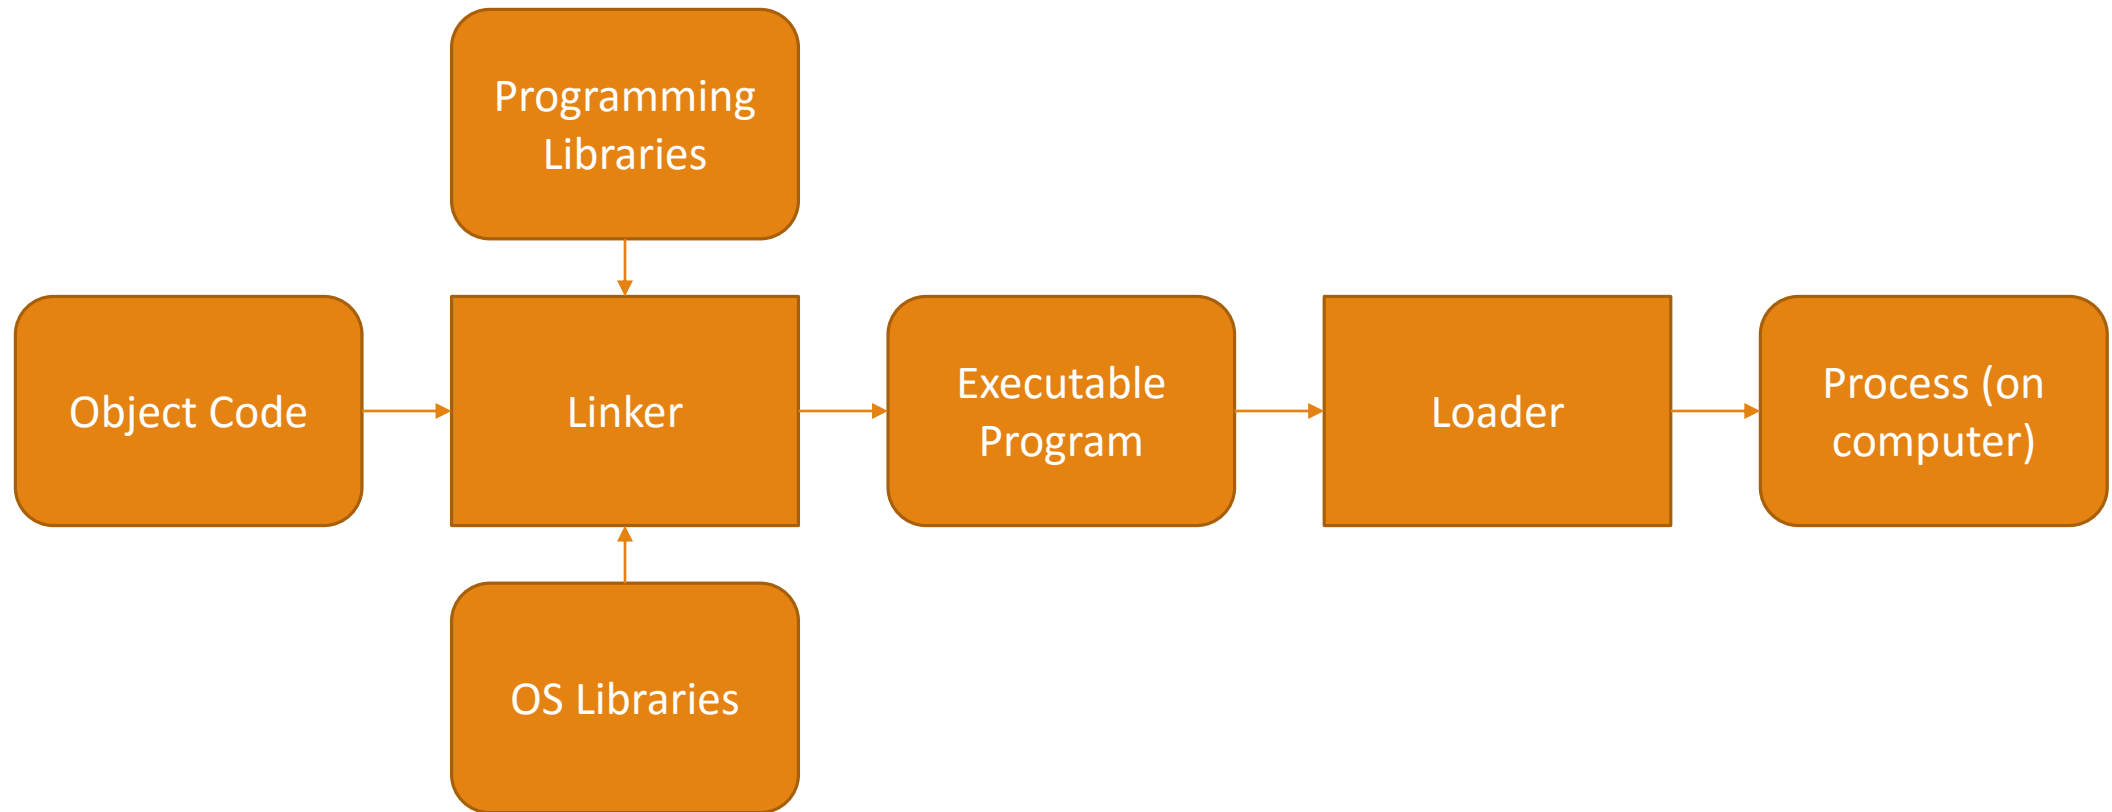 Programming
Libraries
Object Code
Linker
Executable
Program
Loader
Process (on
computer)
OS Libraries